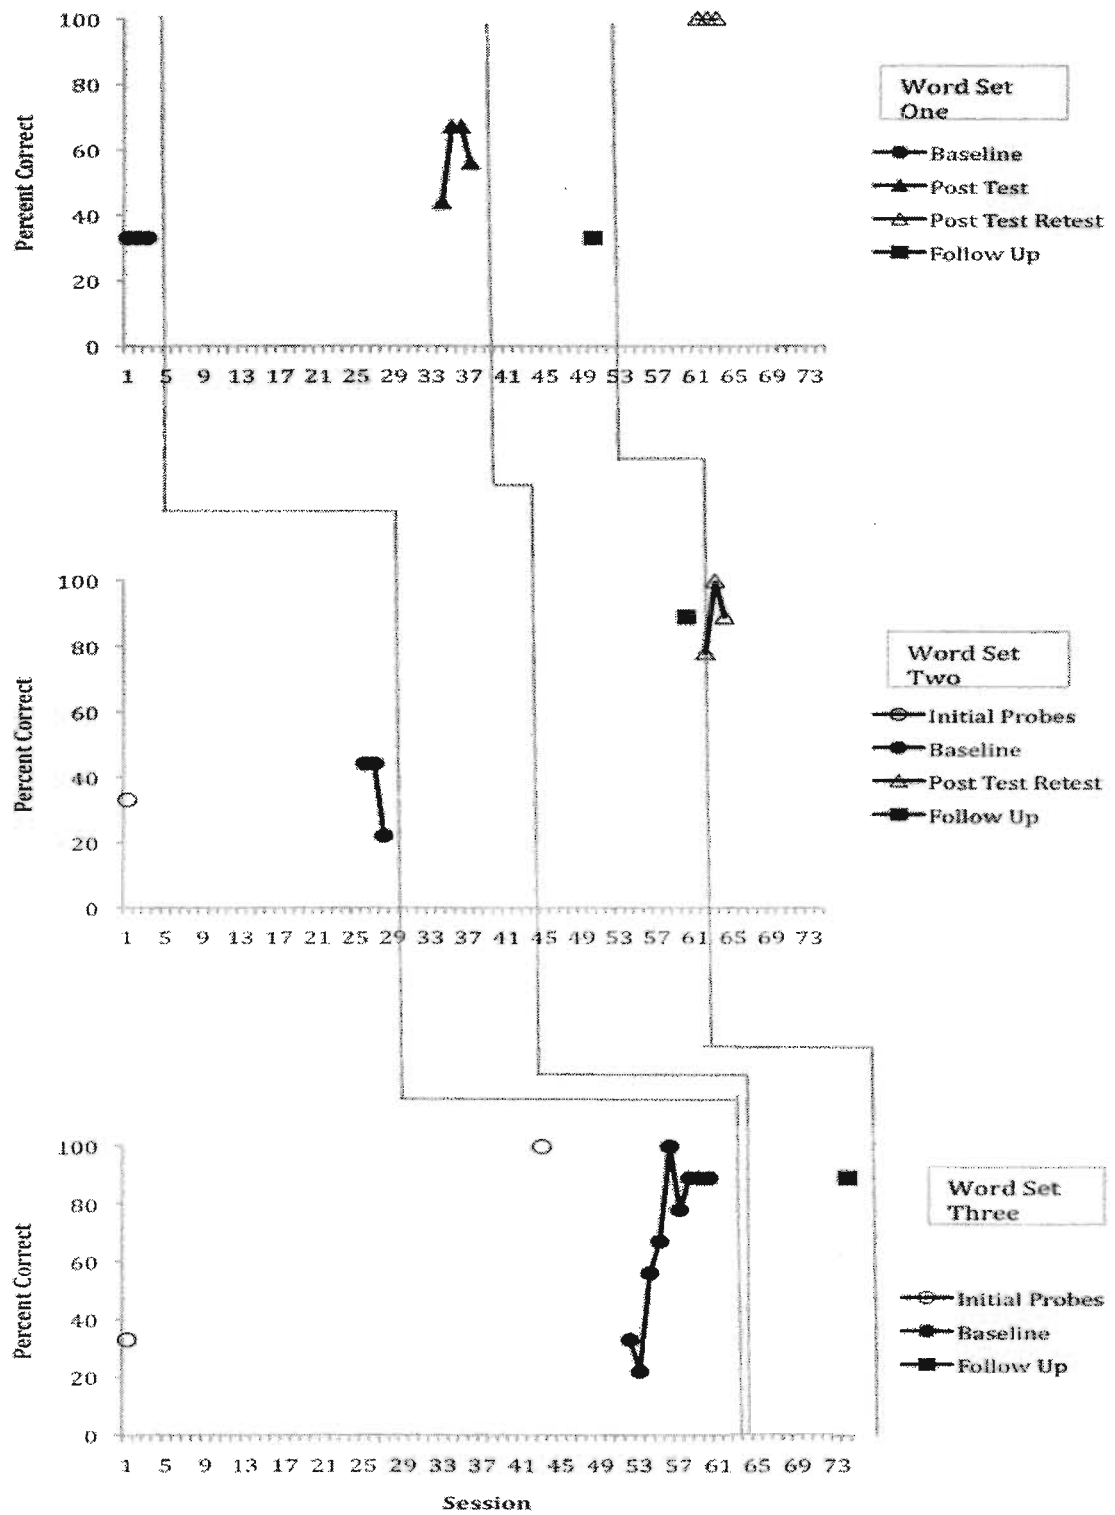 100
80
60
40
20
0
Percent Correct
1 5 9 13 17 21 25 29 33 37 41 45 49 53 57 61 65 69 73
Word Set
One
Baseline
Post Test
Post Test Retest
Follow Up
100
80
60
40
20
0
Percent Correct
1 5 9 13 17 21 25 29 33 37 41 45 49 53 57 61 65 69 73
Word Set
Two
Initial Probes
Baseline
Post Test Retest
Follow Up
100
80
60
40
20
0
Percent Correct
1 5 9 13 17 21 25 29 33 37 41 45 49 53 57 61 65 69 73
Session
Word Set
Three
Initial Probes
Baseline
Follow Up